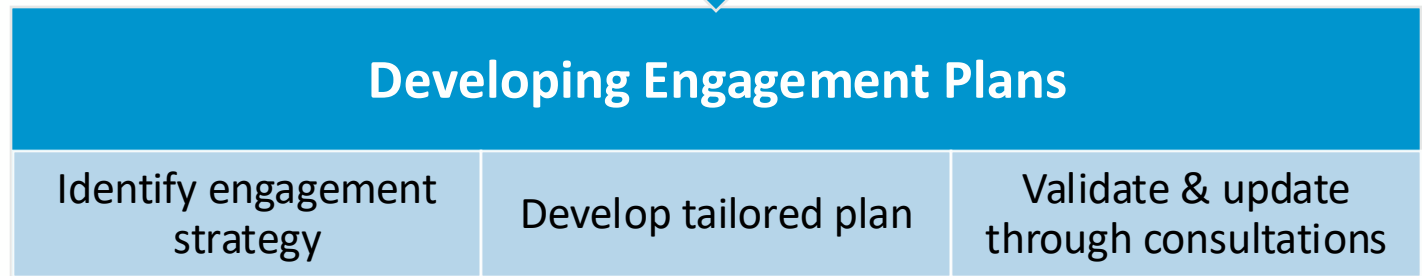 Developing Engagement Plans
Identify engagement
strategy
Develop tailored plan
Validate & update
through consultations